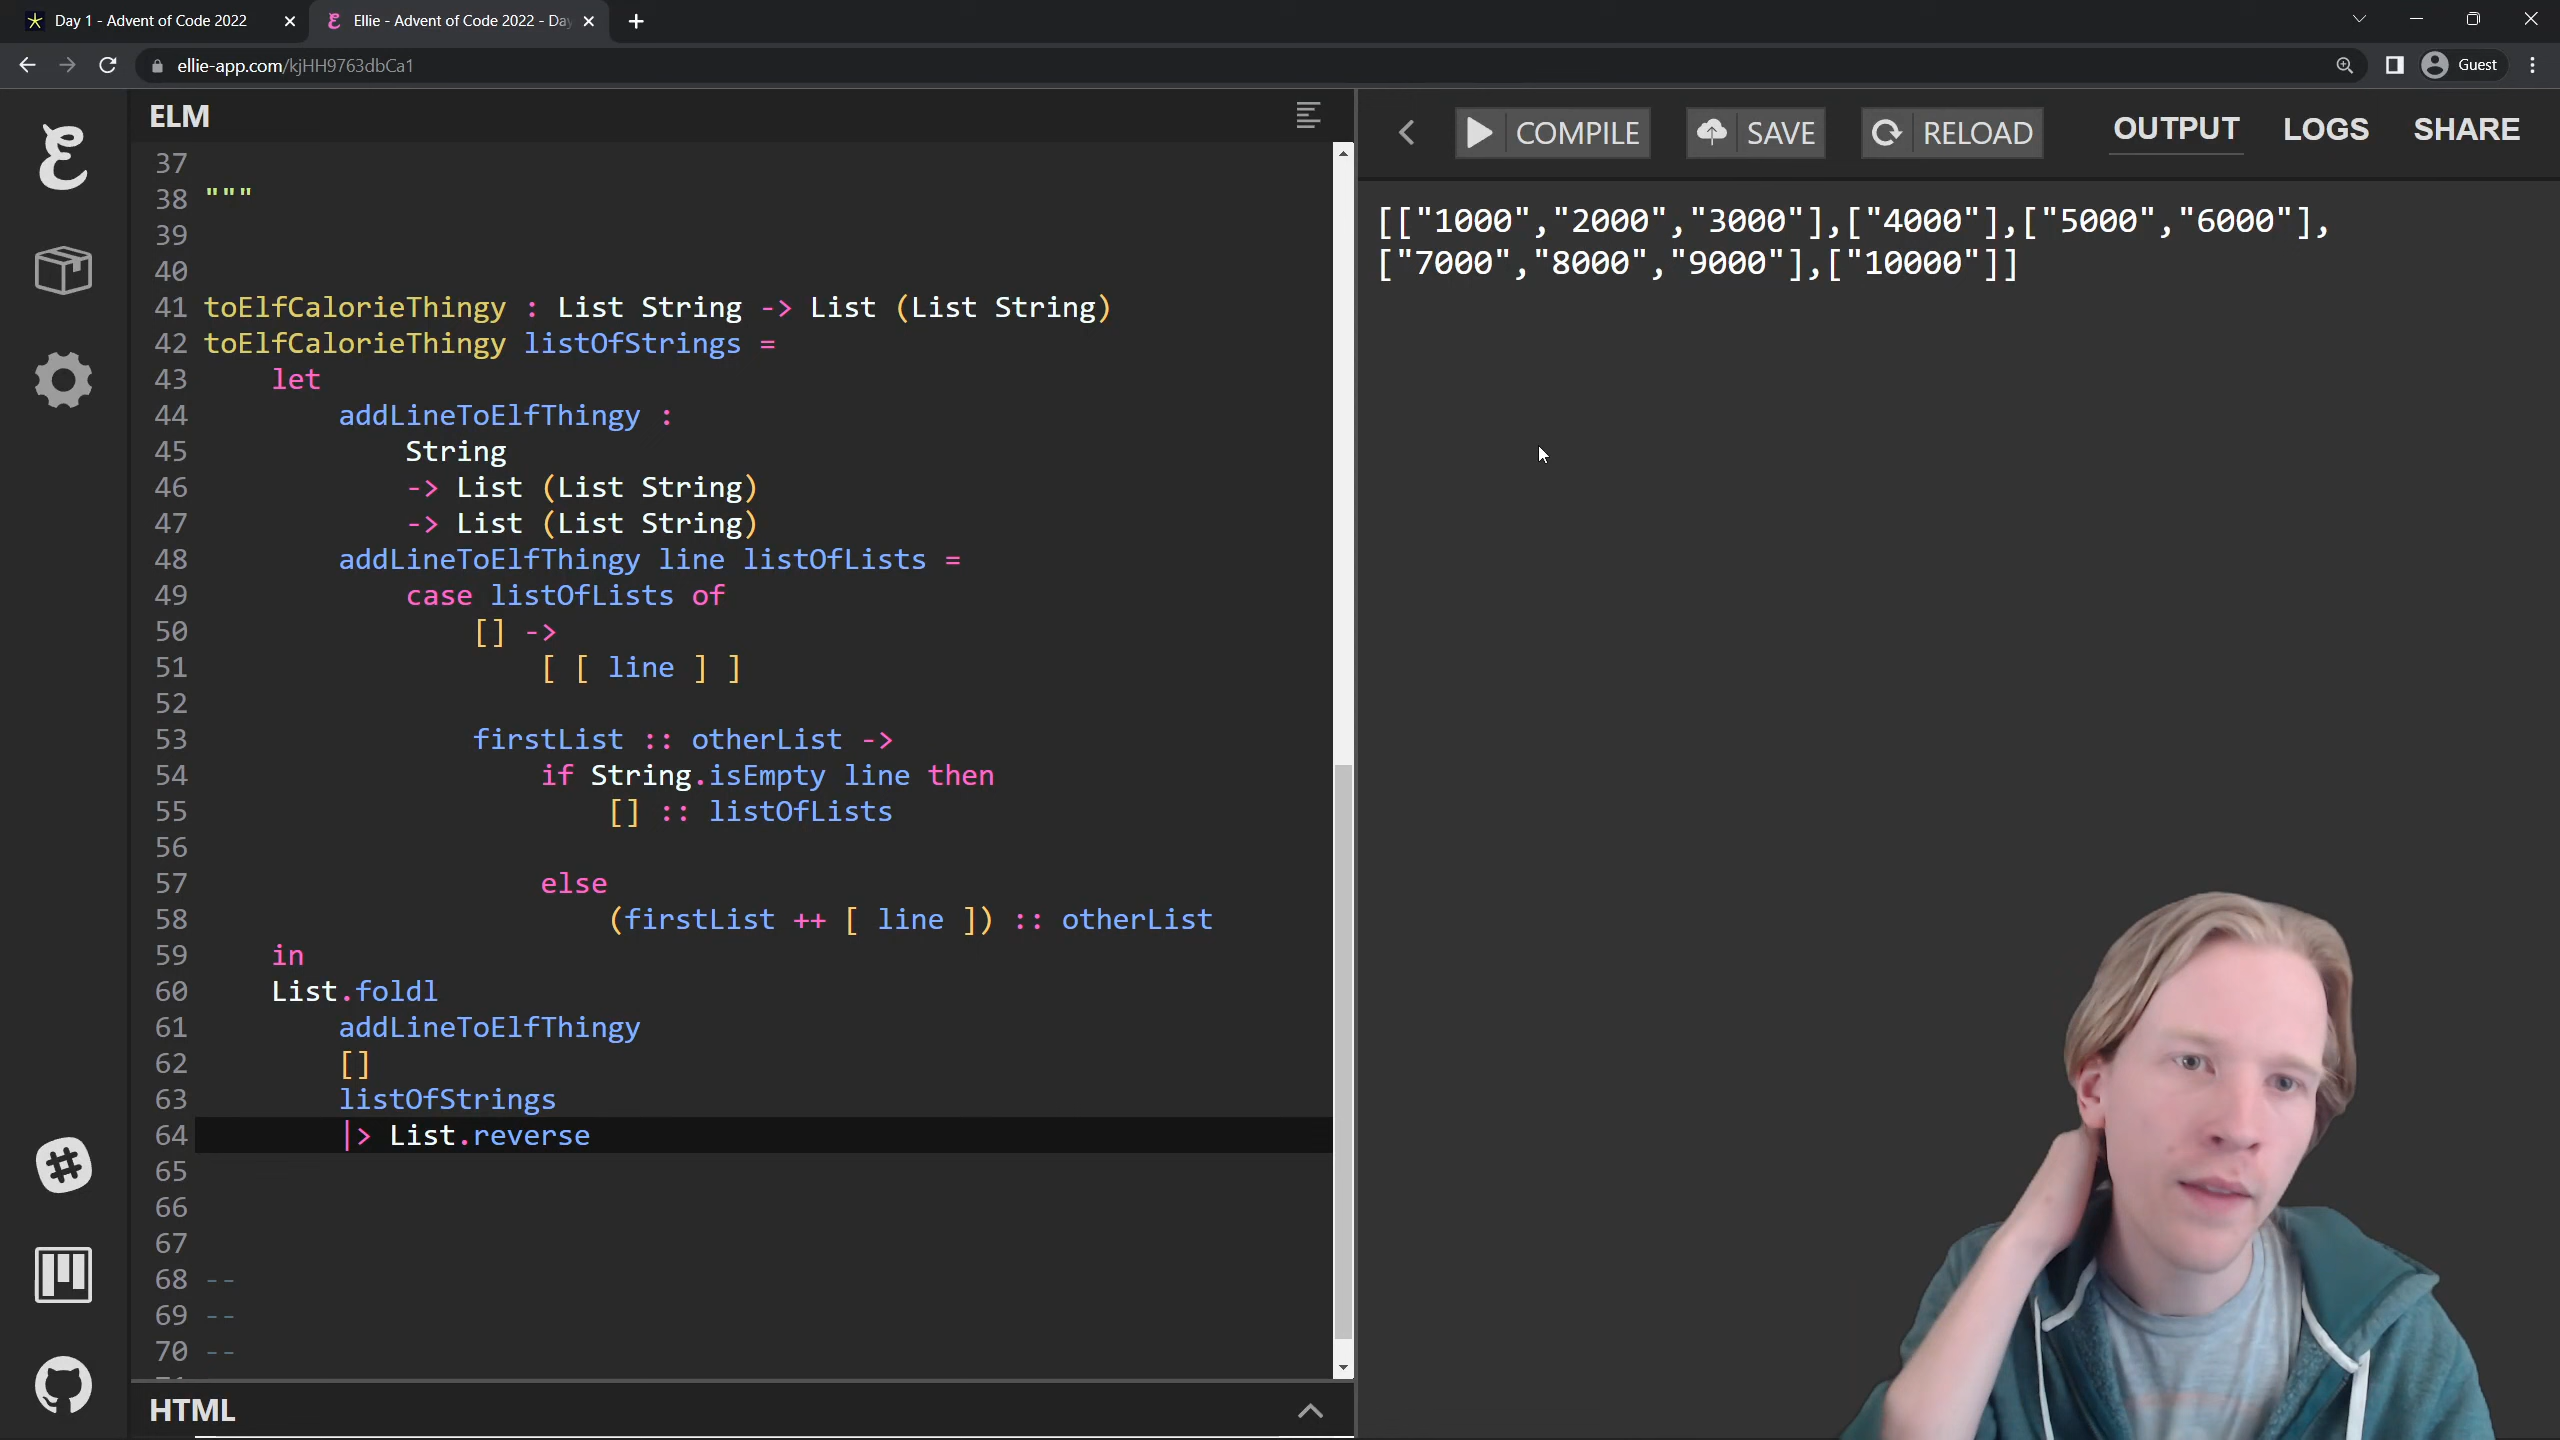 Day 1 - Advent of Code 2022
Ellie - Advent of Code 2022 - Da
ellie-app.com/kjHH9763dbCa1
Guest
ELM
COMPILE
SAVE
RELOAD
OUTPUT
LOGS
SHARE
37
38 """
39
40
41 toElfCalorieThingy : List String -> List (List String)
42 toElfCalorieThingy listOfStrings =
43     let
44         addLineToElfThingy :
45             String
46             -> List (List String)
47             -> List (List String)
48         addLineToElfThingy line listOfLists =
49             case listOfLists of
50                 [] ->
51                     [ [ line ] ]
52
53                 firstList :: otherList ->
54                     if String.isEmpty line then
55                         [] :: listOfLists
56
57                     else
58                         (firstList ++ [ line ]) :: otherList
59     in
60     List.foldl
61         addLineToElfThingy
62         []
63         listOfStrings
64         |> List.reverse
65
66
67
68 --
69 --
70 --
HTML
[["1000","2000","3000"],["4000"],["5000","6000"],
["7000","8000","9000"],["10000"]]